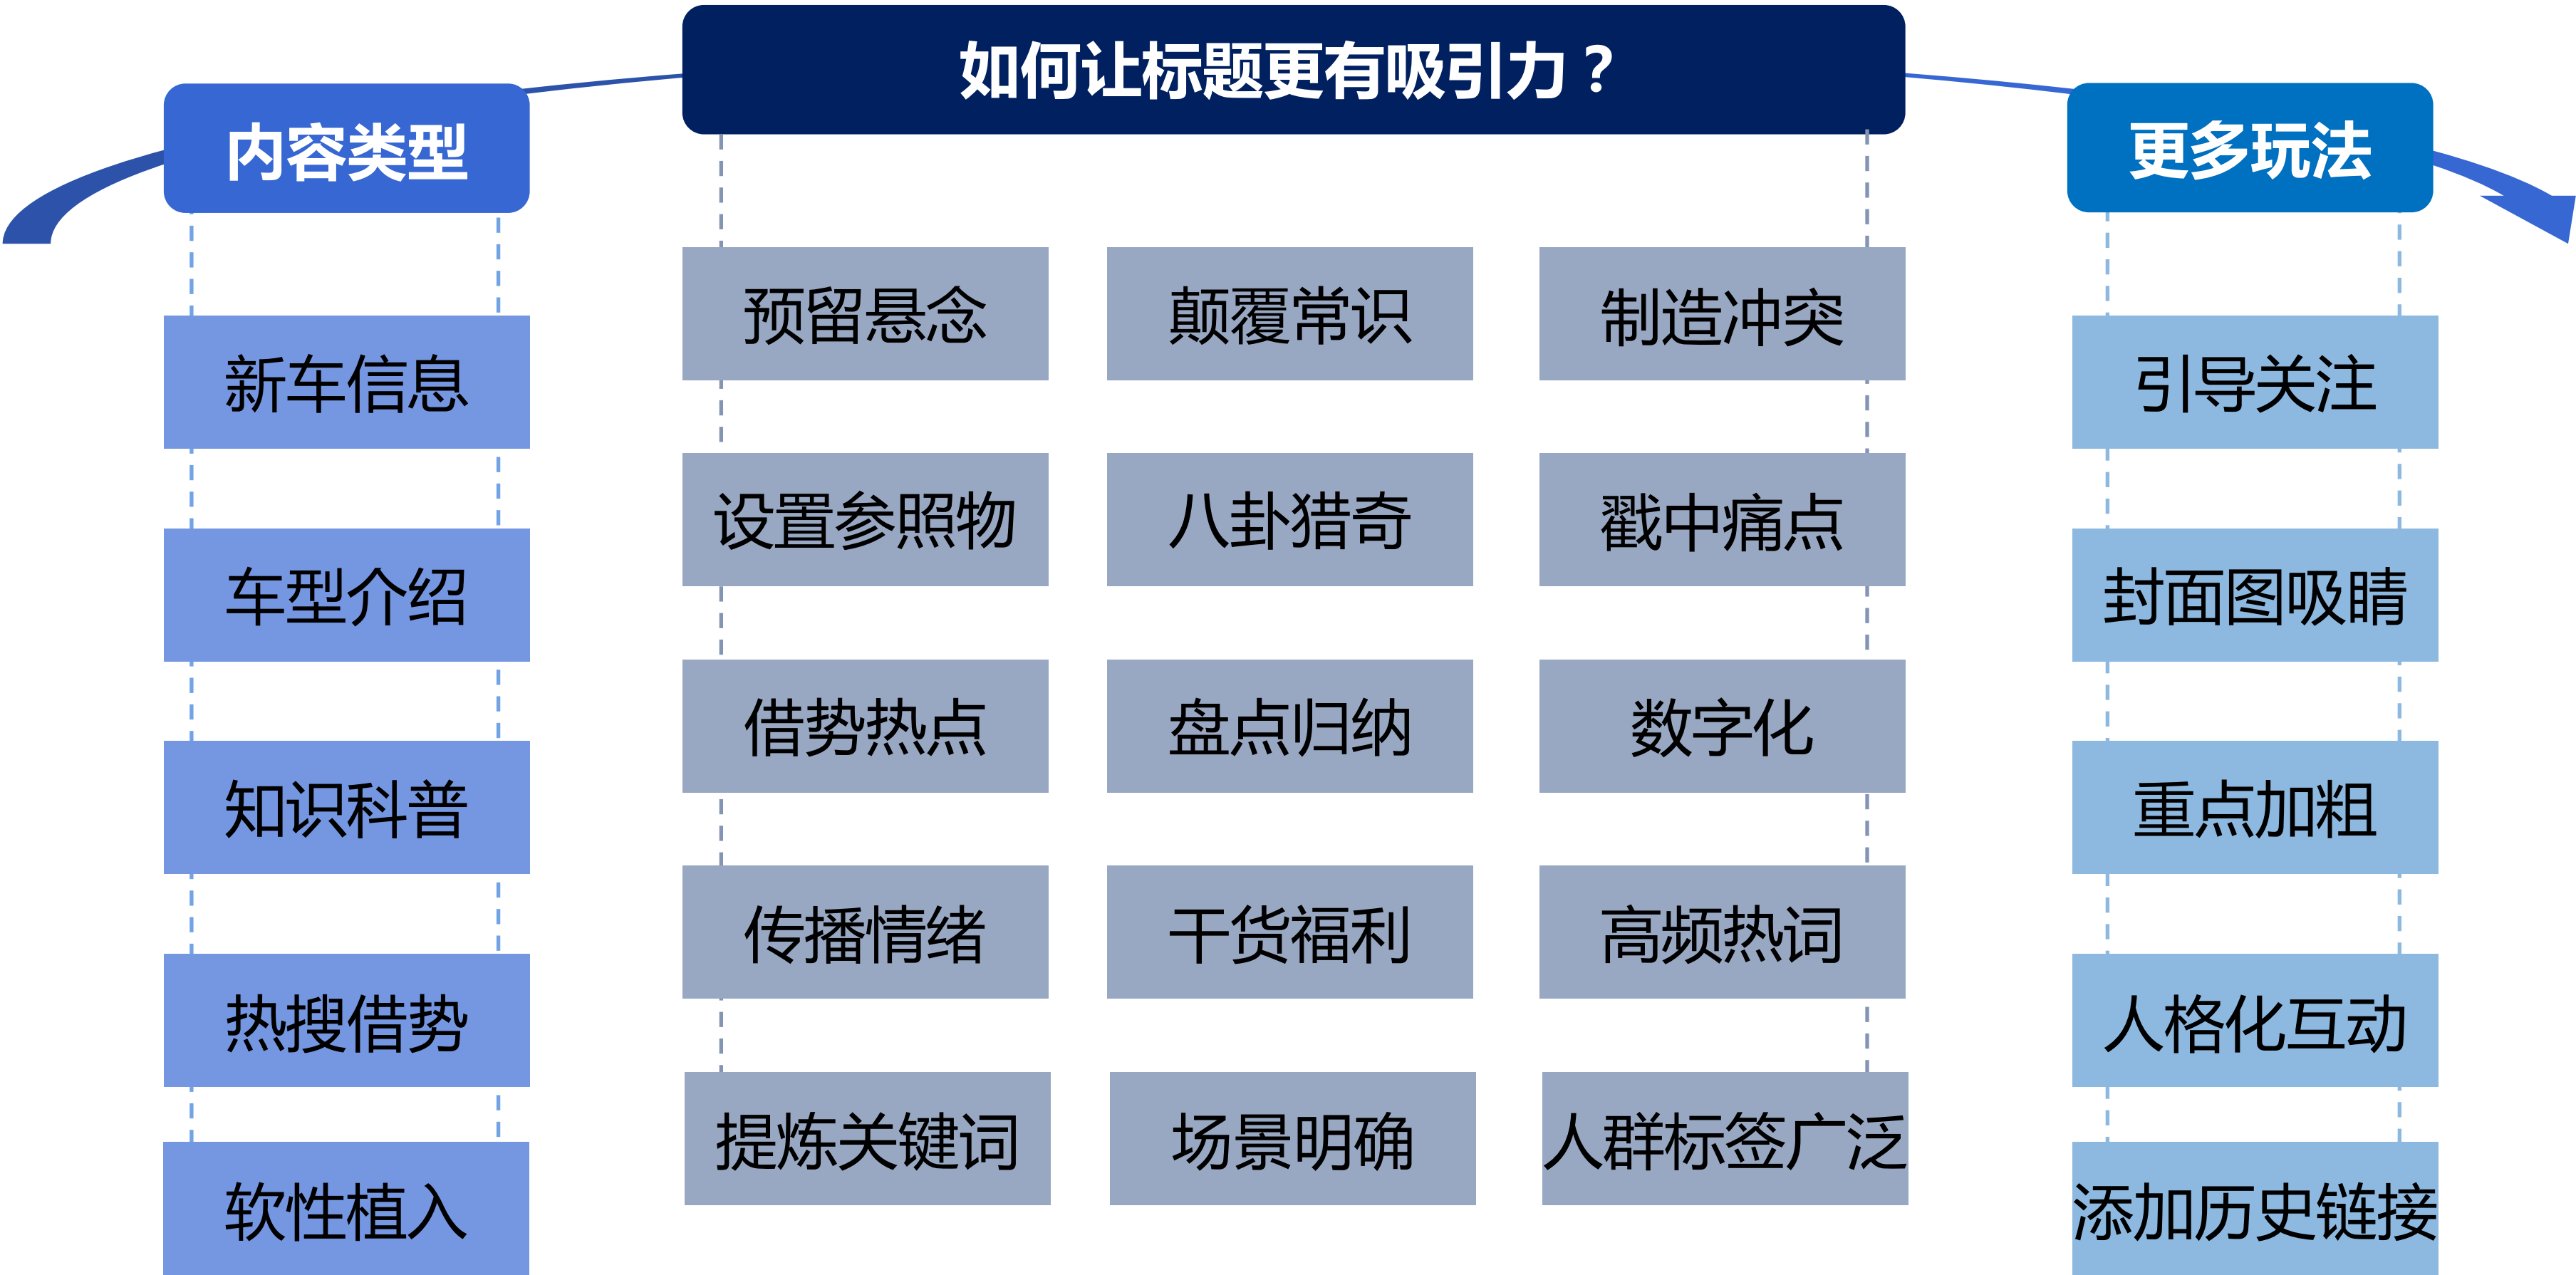 如何让标题更有吸引力？
内容类型
更多玩法
新车信息
车型介绍
知识科普
热搜借势
软性植入
预留悬念
颠覆常识
制造冲突
设置参照物
八卦猎奇
戳中痛点
借势热点
盘点归纳
数字化
传播情绪
干货福利
高频热词
提炼关键词
场景明确
人群标签广泛
引导关注
封面图吸睛
重点加粗
人格化互动
添加历史链接